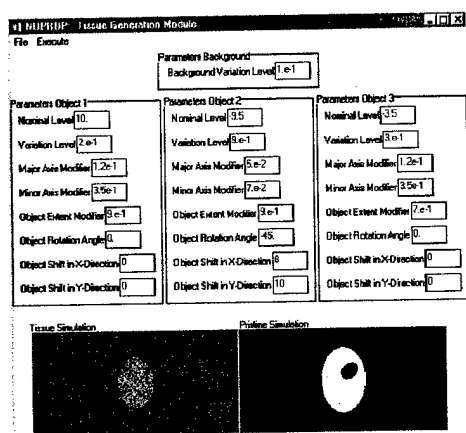 NUPROP: Tissue Generation Module
File Execute
Parameters Background
Background Variation Level 1.e-1
Parameters Object 1
Nominal Level 10.
Variation Level 2.e-1
Major Axis Modifier 1.2e-1
Minor Axis Modifier 3.5e-1
Object Extent Modifier 9.e-1
Object Rotation Angle 0.
Object Shift in X-Direction 0
Object Shift in Y-Direction 0
Parameters Object 2
Nominal Level -9.5
Variation Level 9.e-1
Major Axis Modifier 5.e-2
Minor Axis Modifier 7.e-2
Object Extent Modifier 9.e-1
Object Rotation Angle -45.
Object Shift in X-Direction 8
Object Shift in Y-Direction 10
Parameters Object 3
Nominal Level -3.5
Variation Level 3.e-1
Major Axis Modifier 1.2e-1
Minor Axis Modifier 3.5e-1
Object Extent Modifier 7.e-1
Object Rotation Angle 0.
Object Shift in X-Direction 0
Object Shift in Y-Direction 0
Tissue Simulation
Pristine Simulation